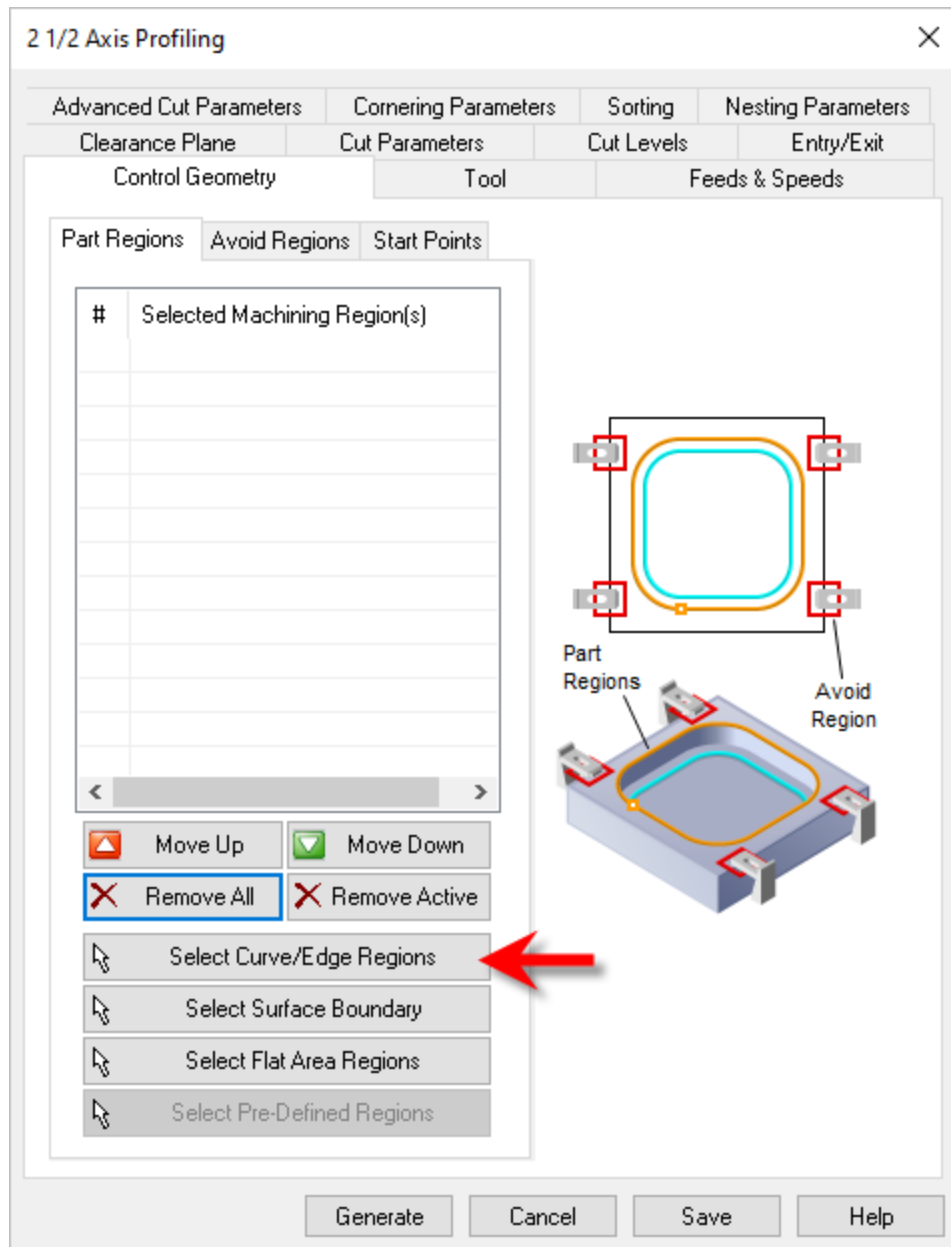 2 1/2 Axis Profiling
Advanced Cut Parameters Cornering Parameters Sorting Nesting Parameters
Clearance Plane Cut Parameters Cut Levels Entry/Exit
Control Geometry Tool Feeds & Speeds
Part Regions Avoid Regions Start Points
# Selected Machining Region(s)
Part
Regions
Avoid
Region
Move Up Move Down
Remove All Remove Active
Select Curve/Edge Regions
Select Surface Boundary
Select Flat Area Regions
Select Pre-Defined Regions
Generate Cancel Save Help